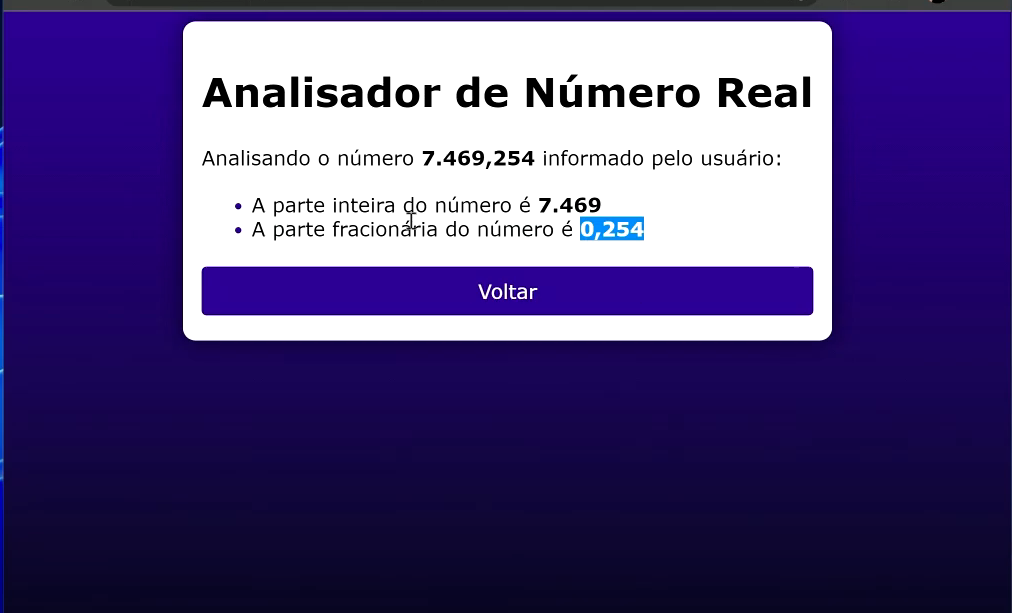 Analisador de Número Real
Analisando o número 7.469,254 informado pelo usuário:
A parte inteira do número é 7.469
A parte fracionária do número é 0,254
Voltar